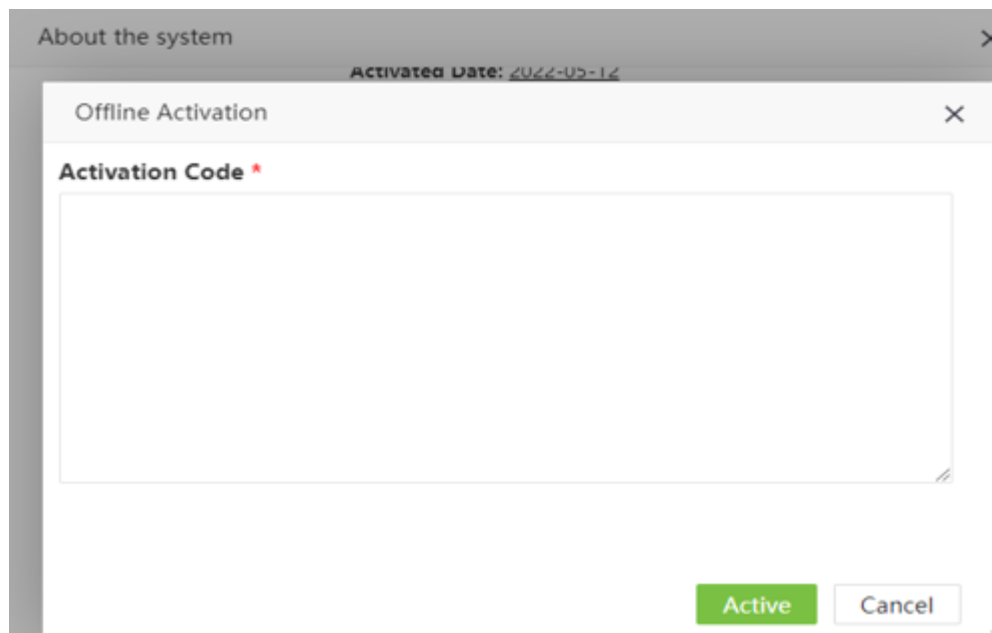 About the system
Activated Date: 2022-05-12
Offline Activation
Activation Code *
Active Cancel